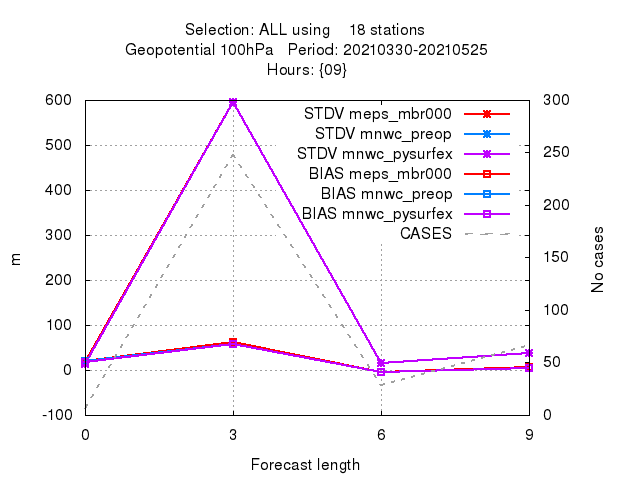 Selection: ALL using 18 stations
Geopotential 100hPa Period: 20210330-20210525
Hours: {09}
600
500
400
300
200
100
0
-100
m
300
250
200
150
100
50
0
No cases
STDV meps_mbr000
STDV mnwc_preop
STDV mnwc_pysurfex
BIAS meps_mbr000
BIAS mnwc_preop
BIAS mnwc_pysurfex
CASES
0 3 6 9
Forecast length